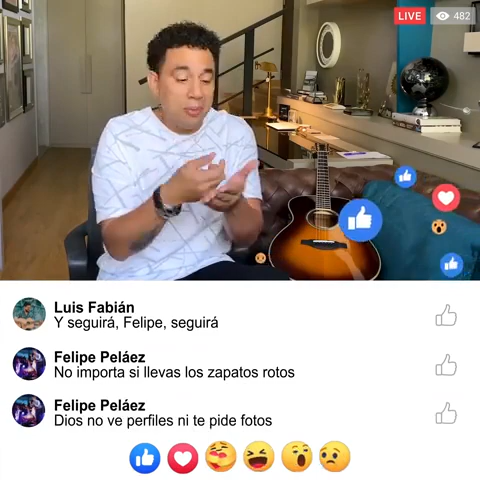 LIVE
482
Luis Fabián
Y seguirá, Felipe, seguirá
Felipe Peláez
No importa si llevas los zapatos rotos
Felipe Peláez
Dios no ve perfiles ni te pide fotos